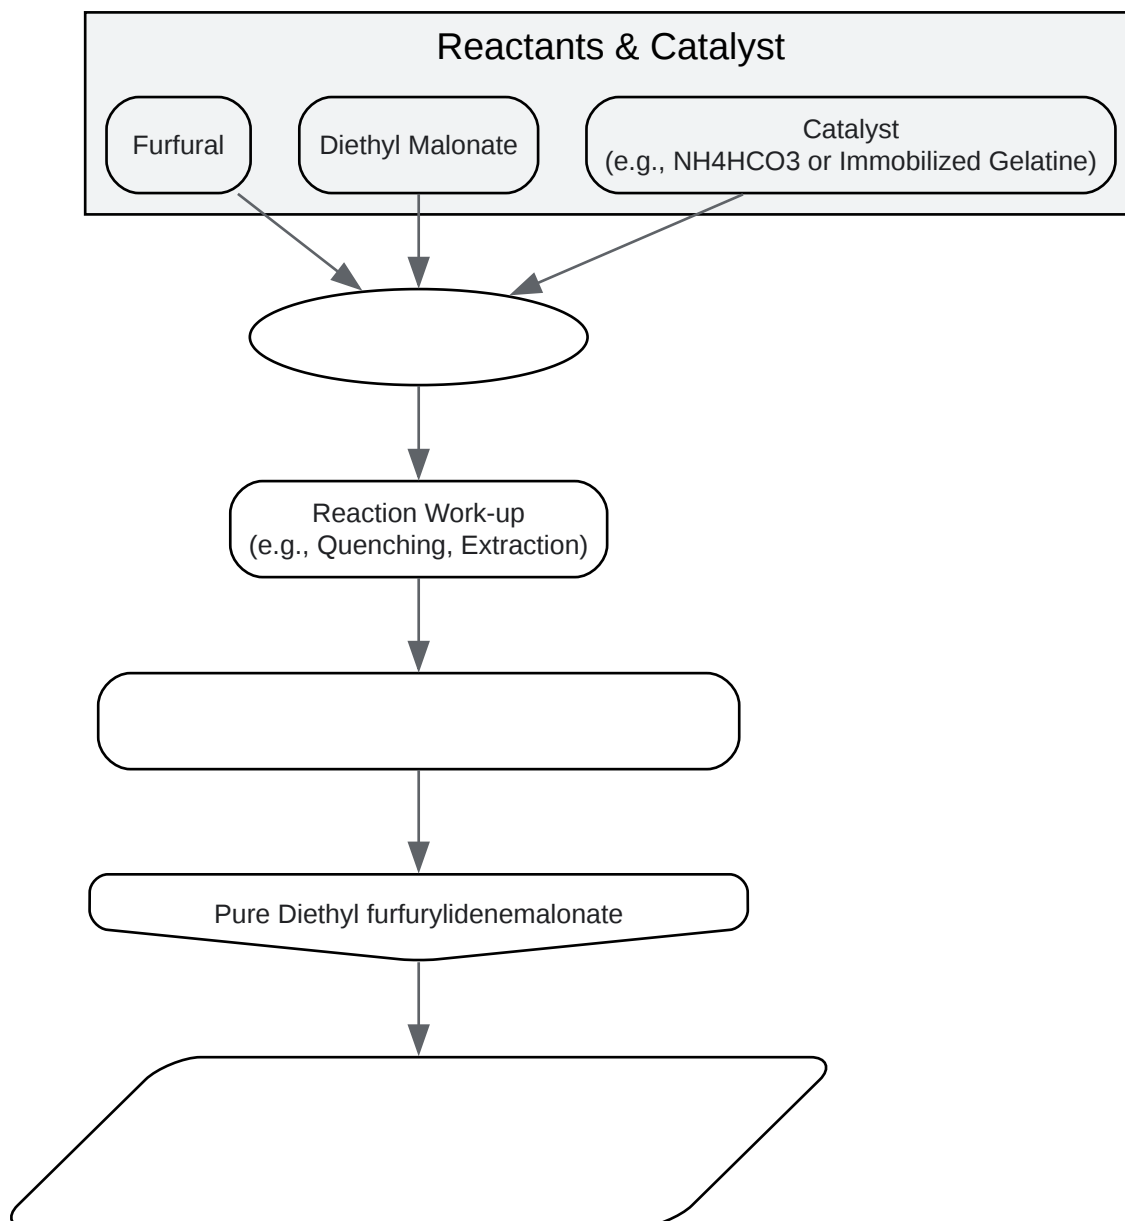 Reactants & Catalyst
Furfural
Diethyl Malonate
Catalyst
(e.g., NH4HCO3 or Immobilized Gelatine)
Reaction Work-up
(e.g., Quenching, Extraction)
Pure Diethyl furfurylidenemalonate